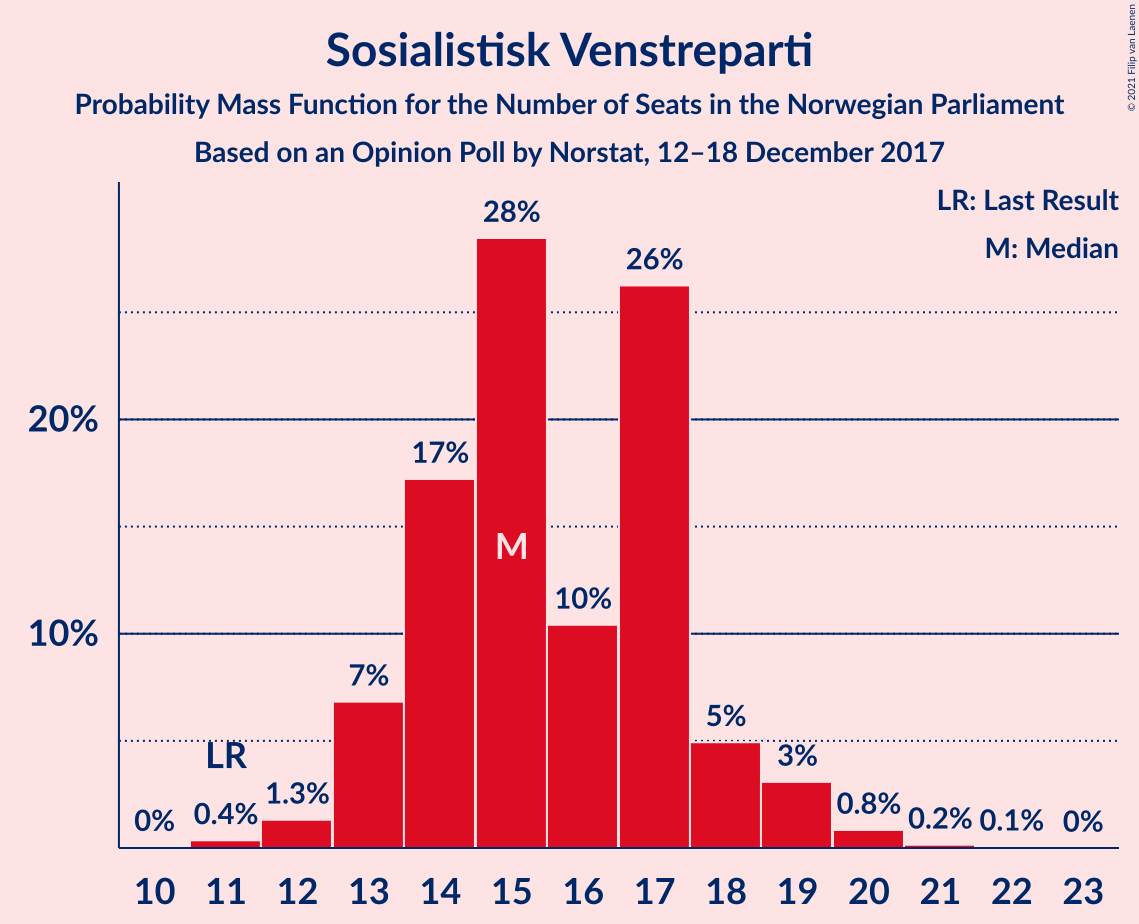 Sosialistisk Venstreparti
Probability Mass Function for the Number of Seats in the Norwegian Parliament
Based on an Opinion Poll by Norstat, 12–18 December 2017
© 2021 Filip van Laenen
LR: Last Result
M: Median
28%
26%
20%
17%
M
10%
10%
7%
5%
LR
3%
1.3%
0.8%
0% 0.4% 0.2% 0.1% 0%
10 11 12 13 14 15 16 17 18 19 20 21 22 23